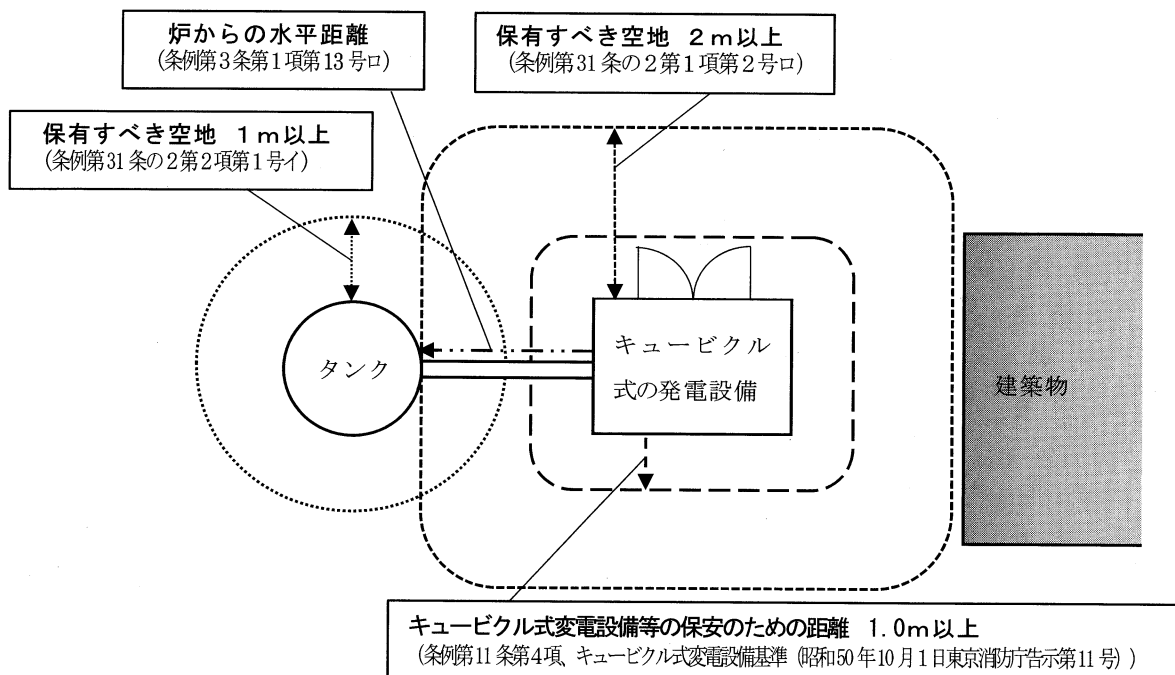 炉からの水平距離
(条例第3条第1項第13号ロ)
保有すべき空地 2m以上
(条例第31条の2第1項第2号ロ)
保有すべき空地 1m以上
(条例第31条の2第2項第1号イ)
タンク
キュービクル
式の発電設備
建築物
キュービクル式変電設備等の保安のための距離 1.0m以上
(条例第11条第4項、キュービクル式変電設備基準(昭和50年10月1日東京消防庁告示第11号))